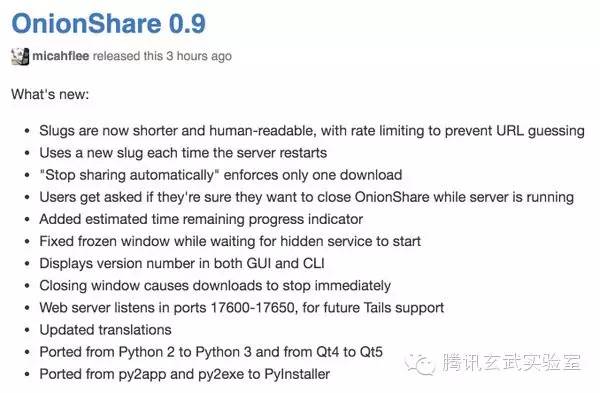 OnionShare 0.9
micahflee released this 3 hours ago
What's new:
• Slugs are now shorter and human-readable, with rate limiting to prevent URL guessing
• Uses a new slug each time the server restarts
• "Stop sharing automatically" enforces only one download
• Users get asked if they're sure they want to close OnionShare while server is running
• Added estimated time remaining progress indicator
• Fixed frozen window while waiting for hidden service to start
• Displays version number in both GUI and CLI
• Closing window causes downloads to stop immediately
• Web server listens in ports 17600-17650, for future Tails support
• Updated translations
• Ported from Python 2 to Python 3 and from Qt4 to Qt5
• Ported from py2app and py2exe to PyInstaller
腾讯玄武实验室